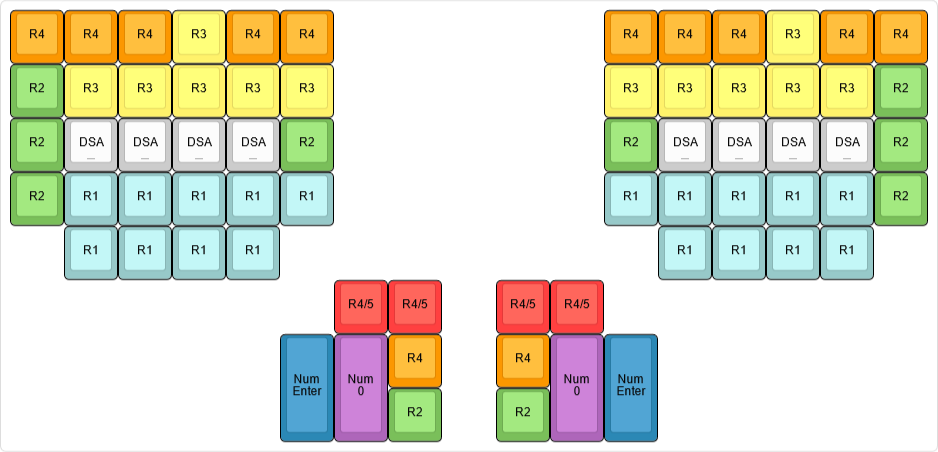 R4 R4 R4 R3 R4 R4 R4 R4 R4 R3 R4 R4
R2 R3 R3 R3 R3 R3 R3 R3 R3 R3 R3 R2
R2 DSA DSA DSA DSA R2 R2 DSA DSA DSA DSA R2
_ _ _ _ _ _ _ _
R2 R1 R1 R1 R1 R1 R1 R1 R1 R1 R1 R2
R1 R1 R1 R1 R1 R1 R1 R1
R4/5 R4/5 R4/5 R4/5
R4 R4
Num Enter
Num 0
Num 0
Num Enter
R2 R2